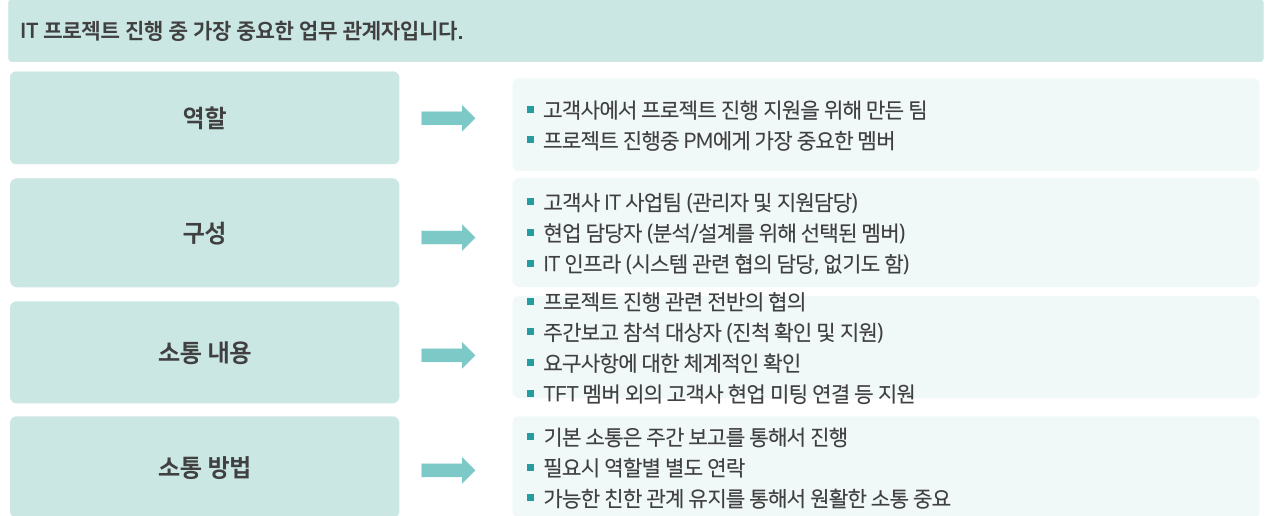 IT 프로젝트 진행 중 가장 중요한 업무 관계자입니다.
역할
고객사에서 프로젝트 진행 지원을 위해 만든 팀
프로젝트 진행중 PM에게 가장 중요한 멤버
구성
고객사 IT 사업팀 (관리자 및 지원담당)
현업 담당자 (분석/설계를 위해 선택된 멤버)
IT 인프라 (시스템 관련 협의 담당, 없기도 함)
소통 내용
프로젝트 진행 관련 전반의 협의
주간보고 참석 대상자 (진척 확인 및 지원)
요구사항에 대한 체계적인 확인
TFT 멤버 외의 고객사 현업 미팅 연결 등 지원
소통 방법
기본 소통은 주간 보고를 통해서 진행
필요시 역할별 별도 연락
가능한 친한 관계 유지를 통해서 원활한 소통 중요